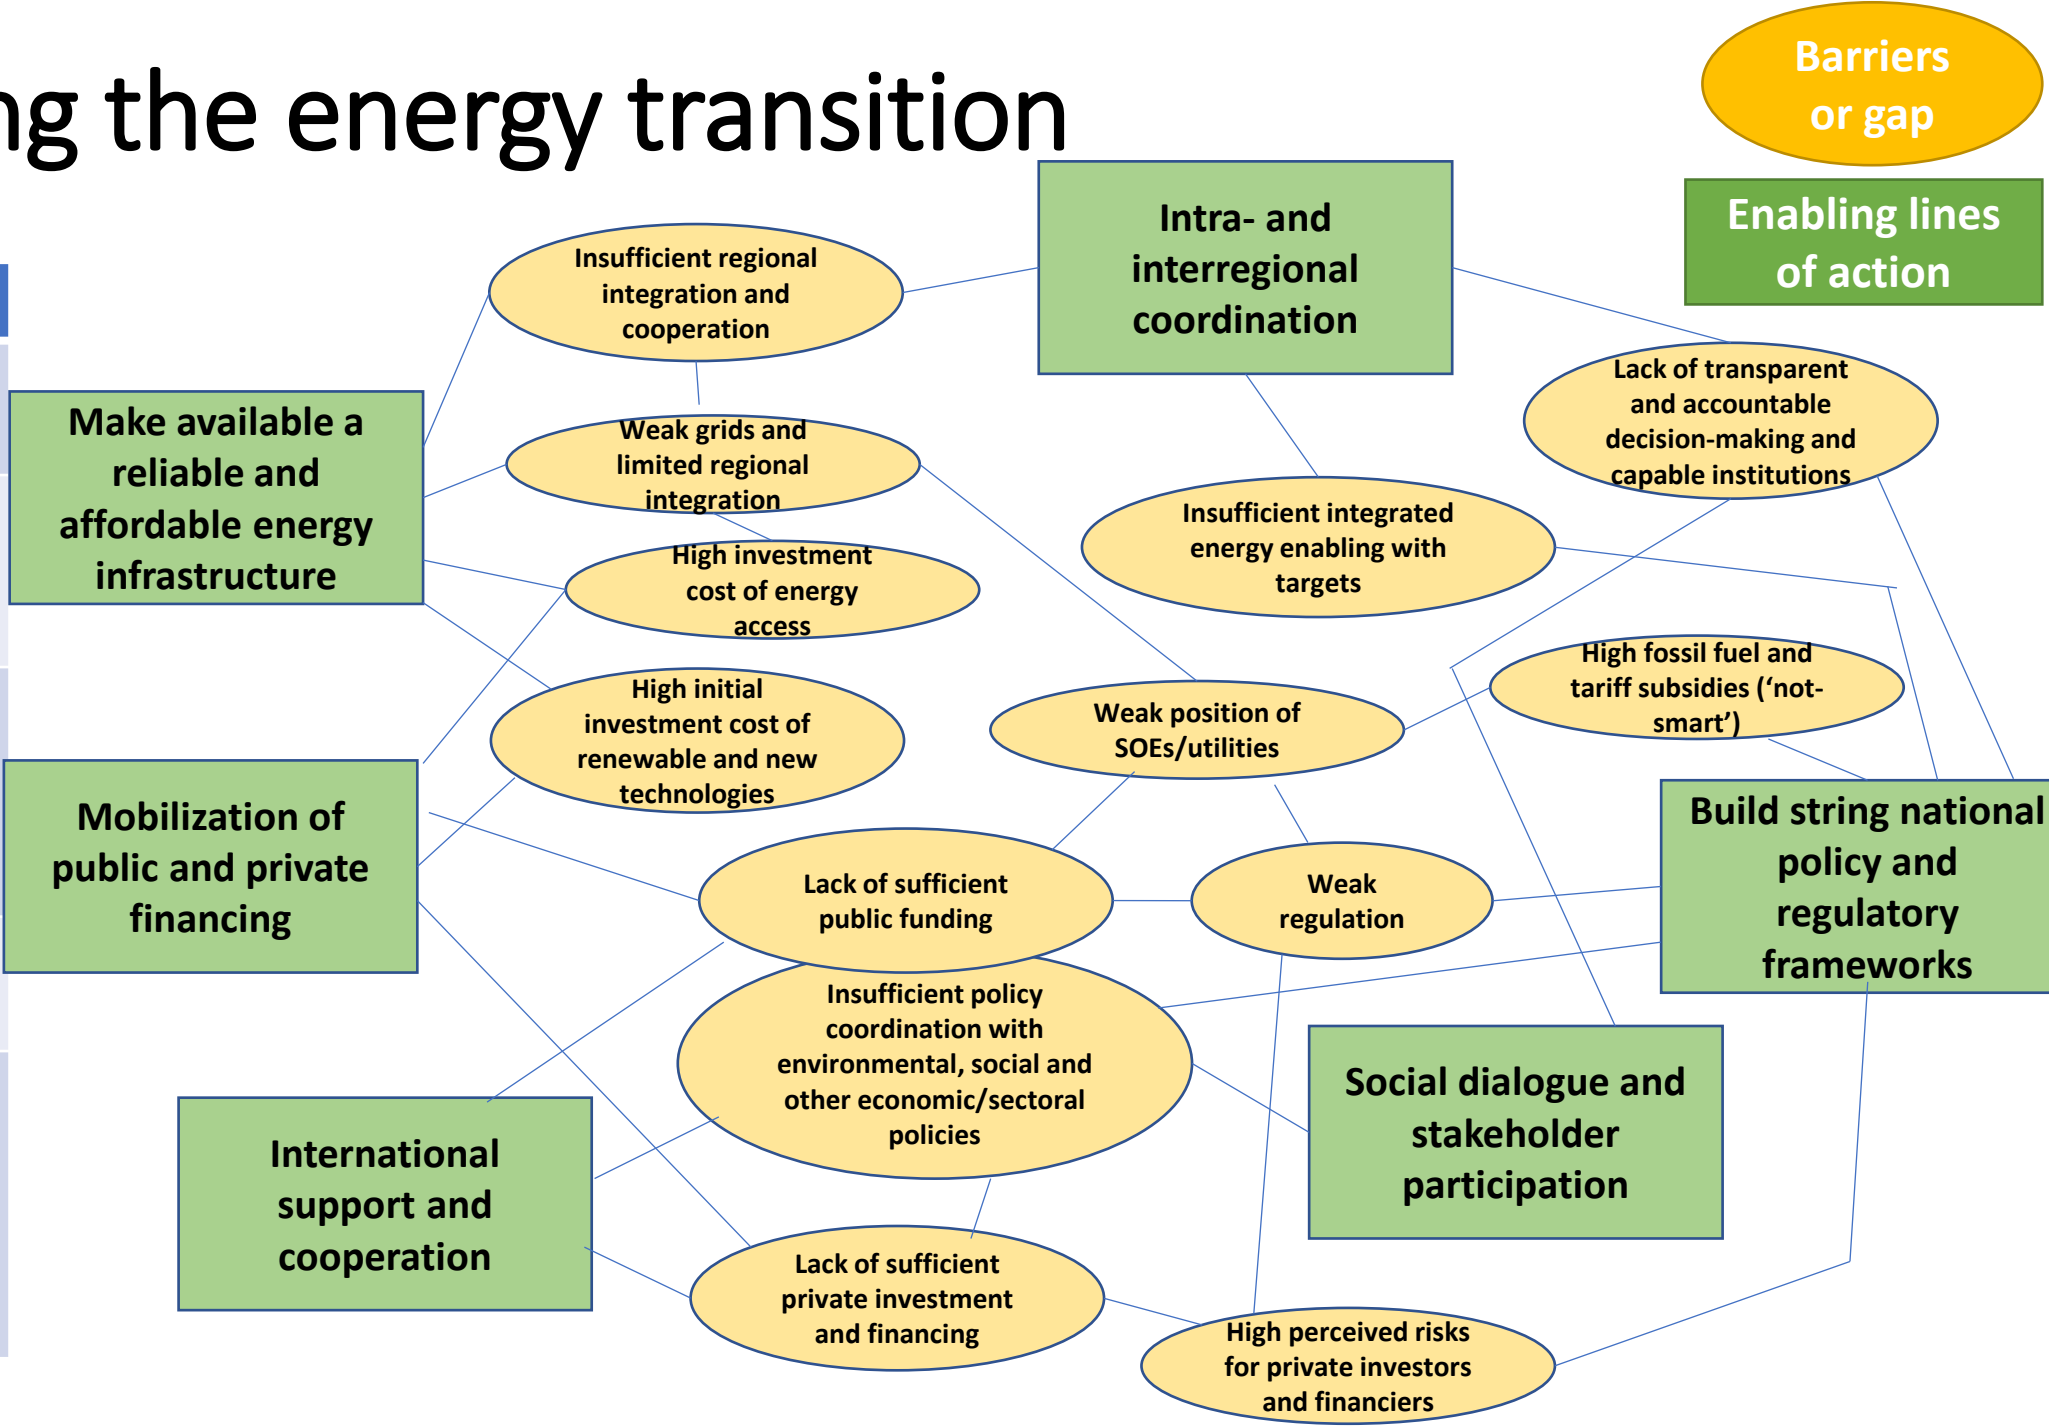 ng the energy transition
Barriers
or gap
Enabling lines
of action
Intra- and
interregional
coordination
Insufficient regional
integration and
cooperation
Lack of transparent
and accountable
decision-making and
capable institutions
Make available a
reliable and
affordable energy
infrastructure
Weak grids and
limited regional
integration
Insufficient integrated
energy enabling with
targets
High investment
cost of energy
access
High fossil fuel and
tariff subsidies (‘not-
smart’)
High initial
investment cost of
renewable and new
technologies
Weak position of
SOEs/utilities
Mobilization of
public and private
financing
Build string national
policy and
regulatory
frameworks
Lack of sufficient
public funding
Weak
regulation
Insufficient policy
coordination with
environmental, social and
other economic/sectoral
policies
Social dialogue and
stakeholder
participation
International
support and
cooperation
Lack of sufficient
private investment
and financing
High perceived risks
for private investors
and financiers